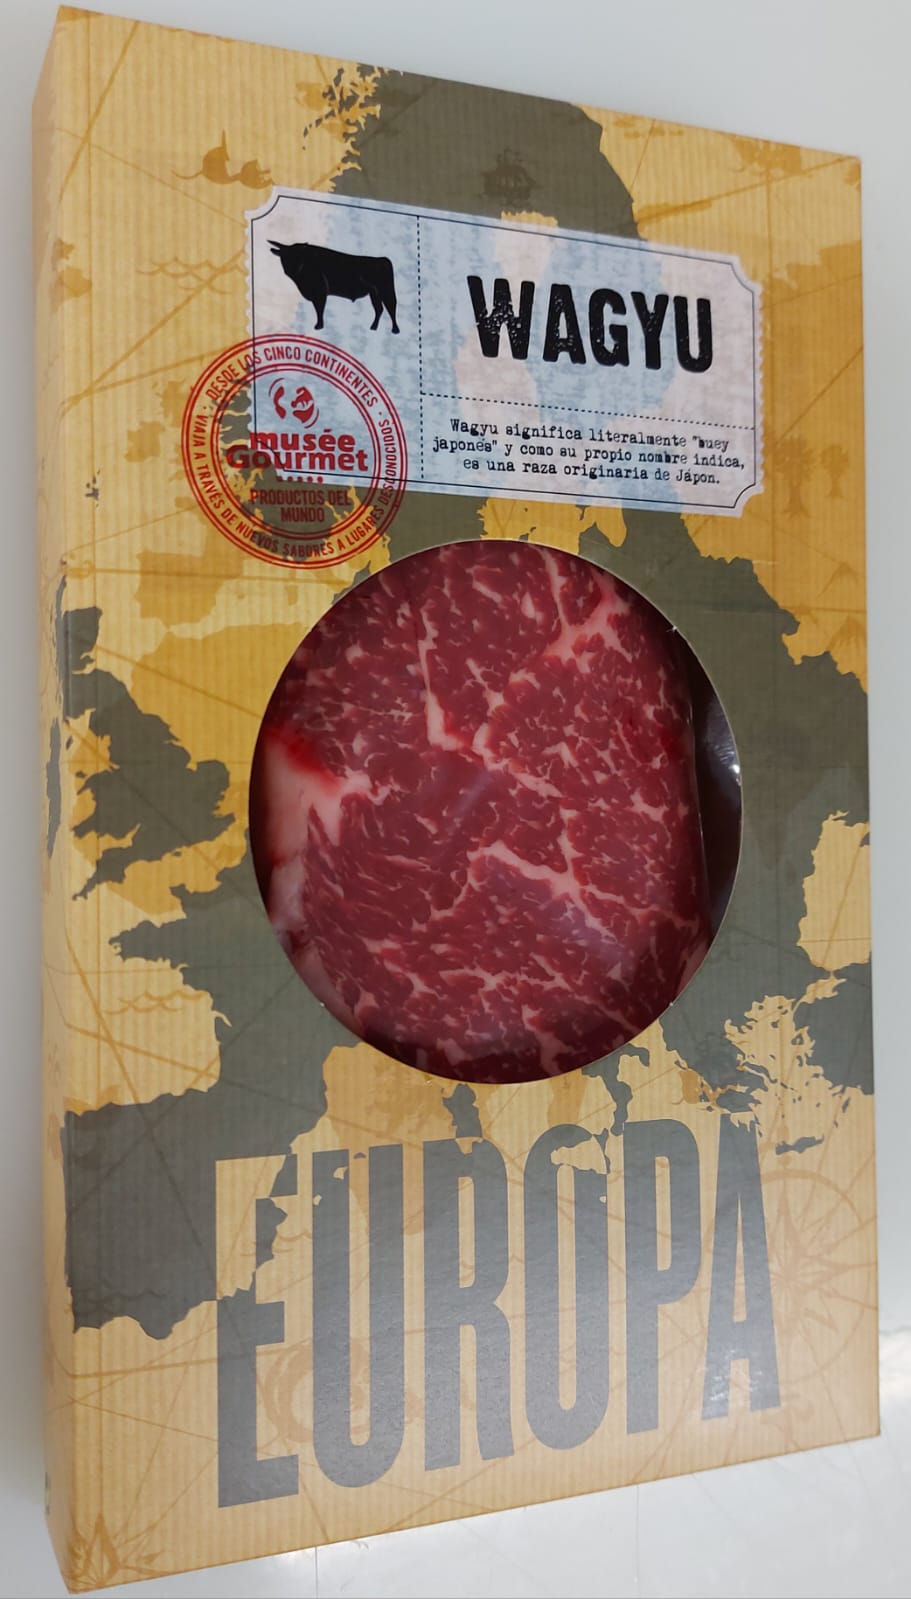 WAGYU
Wagyu significa literalmente "buey
japonés" y como su propio nombre indica,
es una raza originaria de Jápon.
· DESDE LOS CINCO CONTINENTES ·
musée
Gourmet
PRODUCTOS DEL
MUNDO
VIAJA A TRAVÉS DE NUEVOS SABORES A LUGARES DESCONOCIDOS
EUROPA